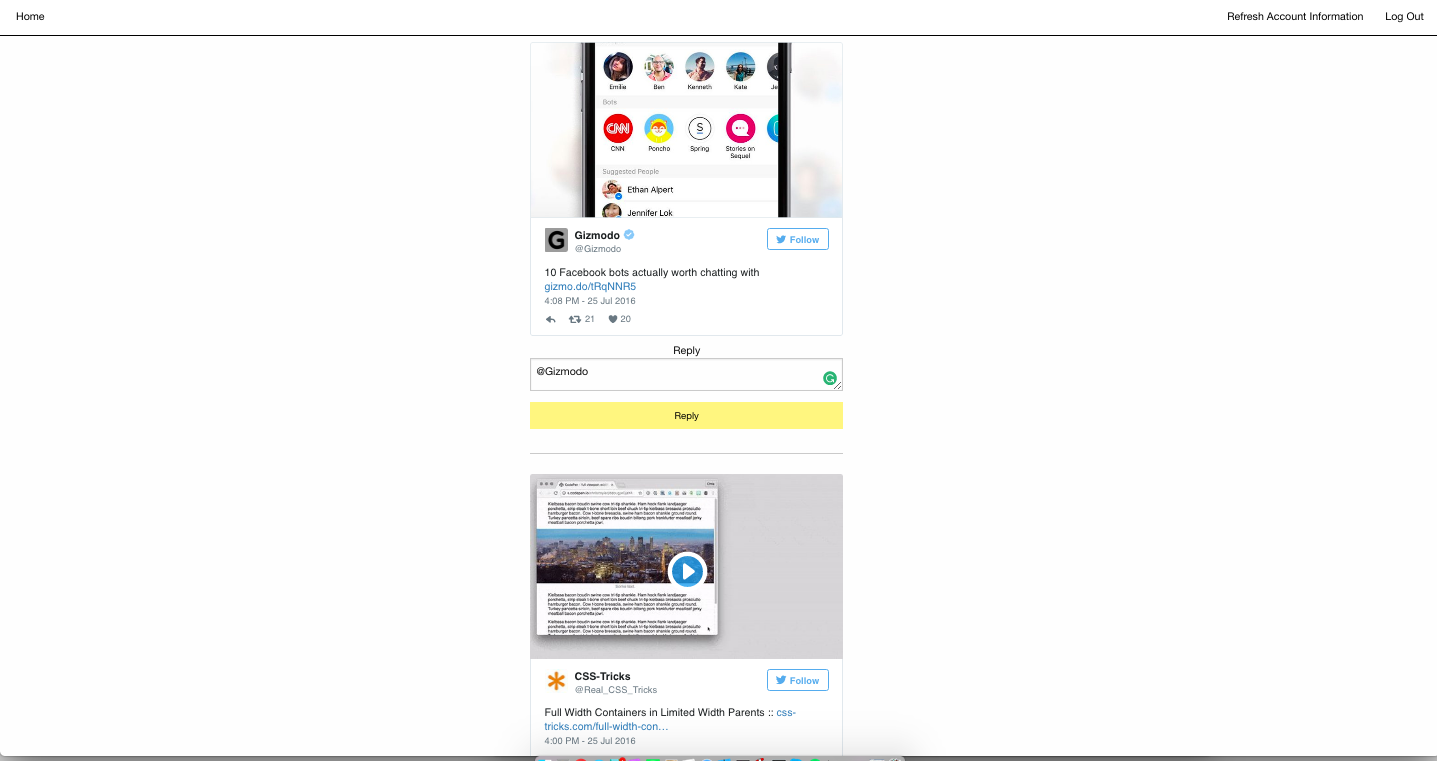 Home
Refresh Account Information
Log Out
Emilie
Ben
Kenneth
Kate
Je
Bots
CNN
CNN
Poncho
S
Spring
Stories on
Sequel
Suggested People
Ethan Alpert
Jennifer Lok
G
Gizmodo
@Gizmodo
Follow
10 Facebook bots actually worth chatting with
gizmo.do/tRqNNR5
4:08 PM - 25 Jul 2016
21
20
Reply
@Gizmodo
Reply
CSS-Tricks
@Real_CSS_Tricks
Follow
Full Width Containers in Limited Width Parents :: css-
tricks.com/full-width-con…
4:00 PM - 25 Jul 2016